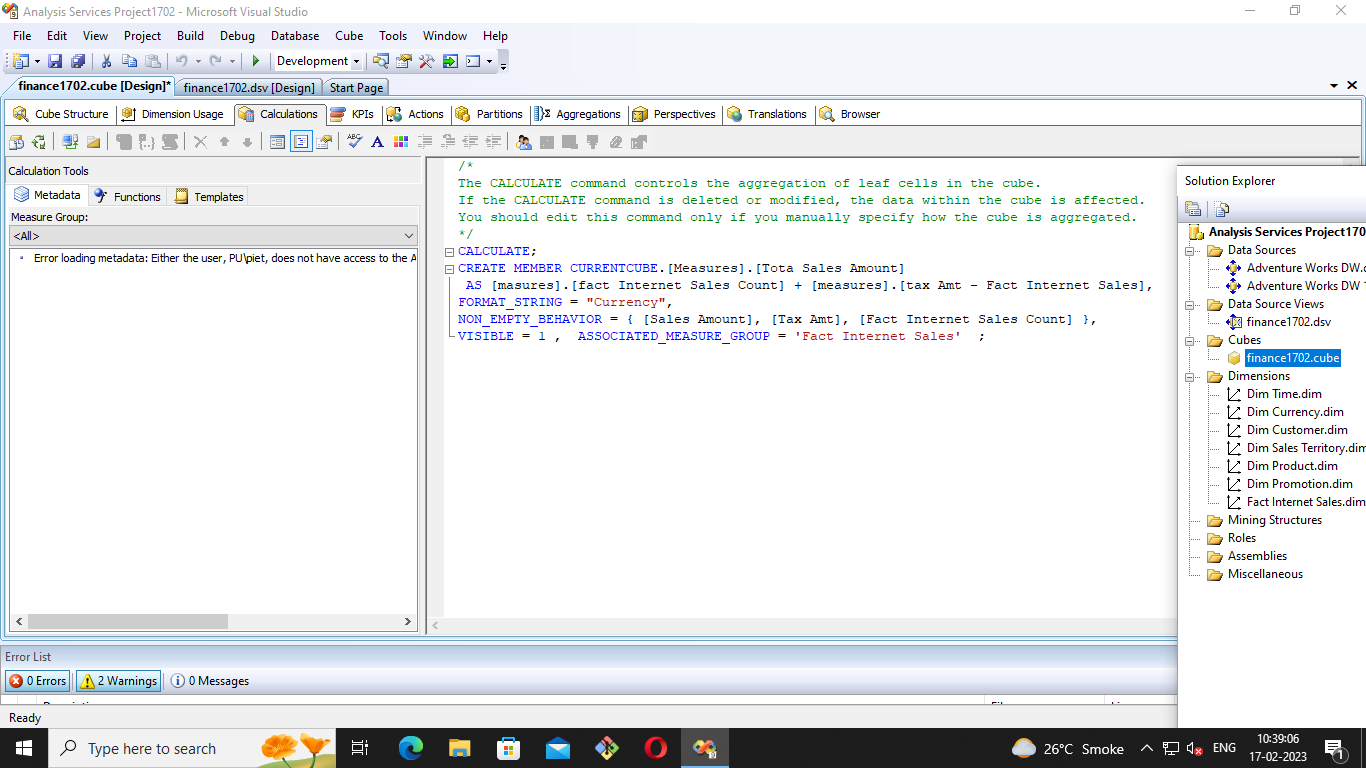 Analysis Services Project1702 - Microsoft Visual Studio
File Edit View Project Build Debug Database Cube Tools Window Help
Development
finance1702.cube [Design]* finance1702.dsv [Design] Start Page
Cube Structure Dimension Usage Calculations KPIs Actions Partitions Aggregations Perspectives Translations Browser
Calculation Tools
Metadata Functions Templates
Measure Group:
<All>
Error loading metadata: Either the user, PU\piet, does not have access to the A
/*
The CALCULATE command controls the aggregation of leaf cells in the cube.
If the CALCULATE command is deleted or modified, the data within the cube is affected.
You should edit this command only if you manually specify how the cube is aggregated.
*/
CALCULATE;
CREATE MEMBER CURRENTCUBE.[Measures].[Tota Sales Amount]
AS [masures].[fact Internet Sales Count] + [measures].[tax Amt - Fact Internet Sales],
FORMAT_STRING = "Currency",
NON_EMPTY_BEHAVIOR = { [Sales Amount], [Tax Amt], [Fact Internet Sales Count] },
VISIBLE = 1 , ASSOCIATED_MEASURE_GROUP = 'Fact Internet Sales' ;
Solution Explorer
Analysis Services Project170
Data Sources
Adventure Works DW.
Adventure Works DW
Data Source Views
finance1702.dsv
Cubes
finance1702.cube
Dimensions
Dim Time.dim
Dim Currency.dim
Dim Customer.dim
Dim Sales Territory.dim
Dim Product.dim
Dim Promotion.dim
Fact Internet Sales.dim
Mining Structures
Roles
Assemblies
Miscellaneous
Error List
0 Errors 2 Warnings 0 Messages
Ready
Type here to search
26°C Smoke ENG
10:39:06
17-02-2023
1